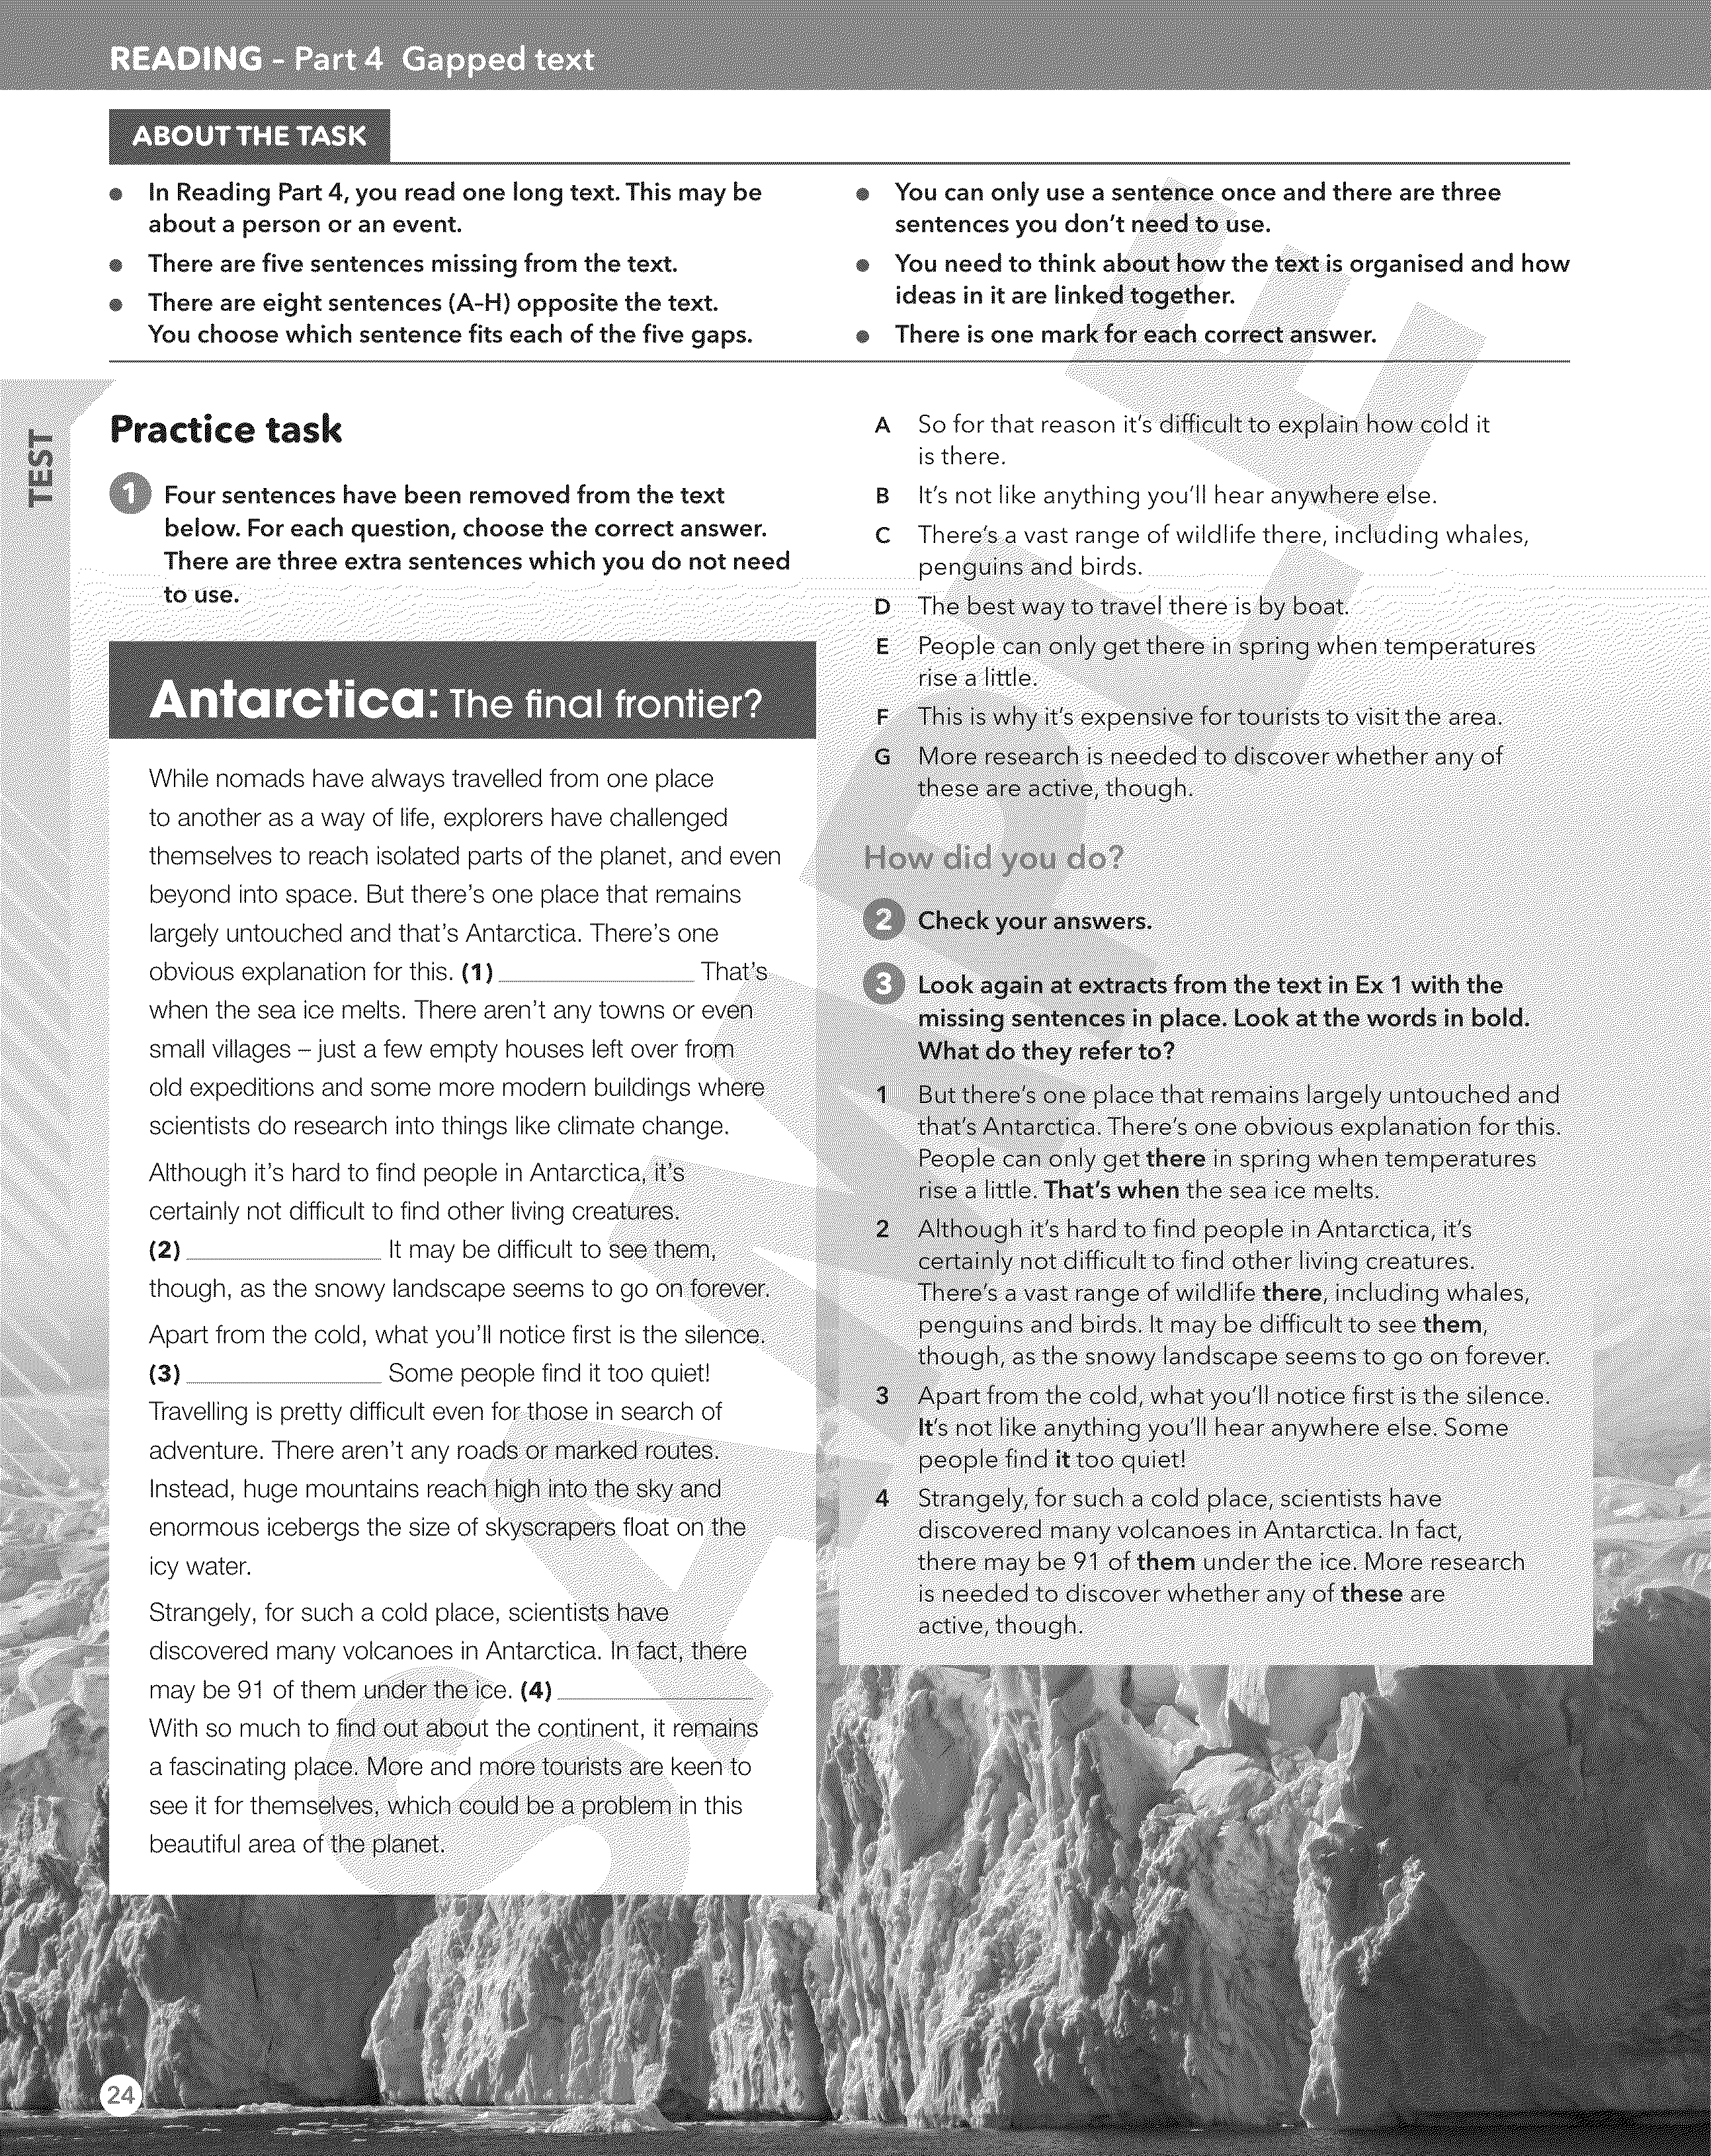 READING – Part 4 Gapped text
ABOUT THE TASK
● In Reading Part 4, you read one long text. This may be
about a person or an event.
● There are five sentences missing from the text.
● There are eight sentences (A–H) opposite the text.
You choose which sentence fits each of the five gaps.
● You can only use a sentence once and there are three
sentences you don't need to use.
● You need to think about how the text is organised and how
ideas in it are linked together.
● There is one mark for each correct answer.
TEST
Practice task
1 Four sentences have been removed from the text
below. For each question, choose the correct answer.
There are three extra sentences which you do not need
to use.
Antarctica: The final frontier?
While nomads have always travelled from one place
to another as a way of life, explorers have challenged
themselves to reach isolated parts of the planet, and even
beyond into space. But there's one place that remains
largely untouched and that's Antarctica. There's one
obvious explanation for this. (1) ____________ That's
when the sea ice melts. There aren't any towns or even
small villages – just a few empty houses left over from
old expeditions and some more modern buildings where
scientists do research into things like climate change.
Although it's hard to find people in Antarctica, it's
certainly not difficult to find other living creatures.
(2) ____________ It may be difficult to see them,
though, as the snowy landscape seems to go on forever.
Apart from the cold, what you'll notice first is the silence.
(3) ____________ Some people find it too quiet!
Travelling is pretty difficult even for those in search of
adventure. There aren't any roads or marked routes.
Instead, huge mountains reach high into the sky and
enormous icebergs the size of skyscrapers float on the
icy water.
Strangely, for such a cold place, scientists have
discovered many volcanoes in Antarctica. In fact, there
may be 91 of them under the ice. (4) ____________
With so much to find out about the continent, it remains
a fascinating place. More and more tourists are keen to
see it for themselves, which could be a problem in this
beautiful area of the planet.
A So for that reason it's difficult to explain how cold it
is there.
B It's not like anything you'll hear anywhere else.
C There's a vast range of wildlife there, including whales,
penguins and birds.
D The best way to travel there is by boat.
E People can only get there in spring when temperatures
rise a little.
F This is why it's expensive for tourists to visit the area.
G More research is needed to discover whether any of
these are active, though.
How did you do?
2 Check your answers.
3 Look again at extracts from the text in Ex 1 with the
missing sentences in place. Look at the words in bold.
What do they refer to?
1 But there's one place that remains largely untouched and
that's Antarctica. There's one obvious explanation for this.
People can only get there in spring when temperatures
rise a little. That's when the sea ice melts.
2 Although it's hard to find people in Antarctica, it's
certainly not difficult to find other living creatures.
There's a vast range of wildlife there, including whales,
penguins and birds. It may be difficult to see them,
though, as the snowy landscape seems to go on forever.
3 Apart from the cold, what you'll notice first is the silence.
It's not like anything you'll hear anywhere else. Some
people find it too quiet!
4 Strangely, for such a cold place, scientists have
discovered many volcanoes in Antarctica. In fact,
there may be 91 of them under the ice. More research
is needed to discover whether any of these are
active, though.
SAMPLE
24